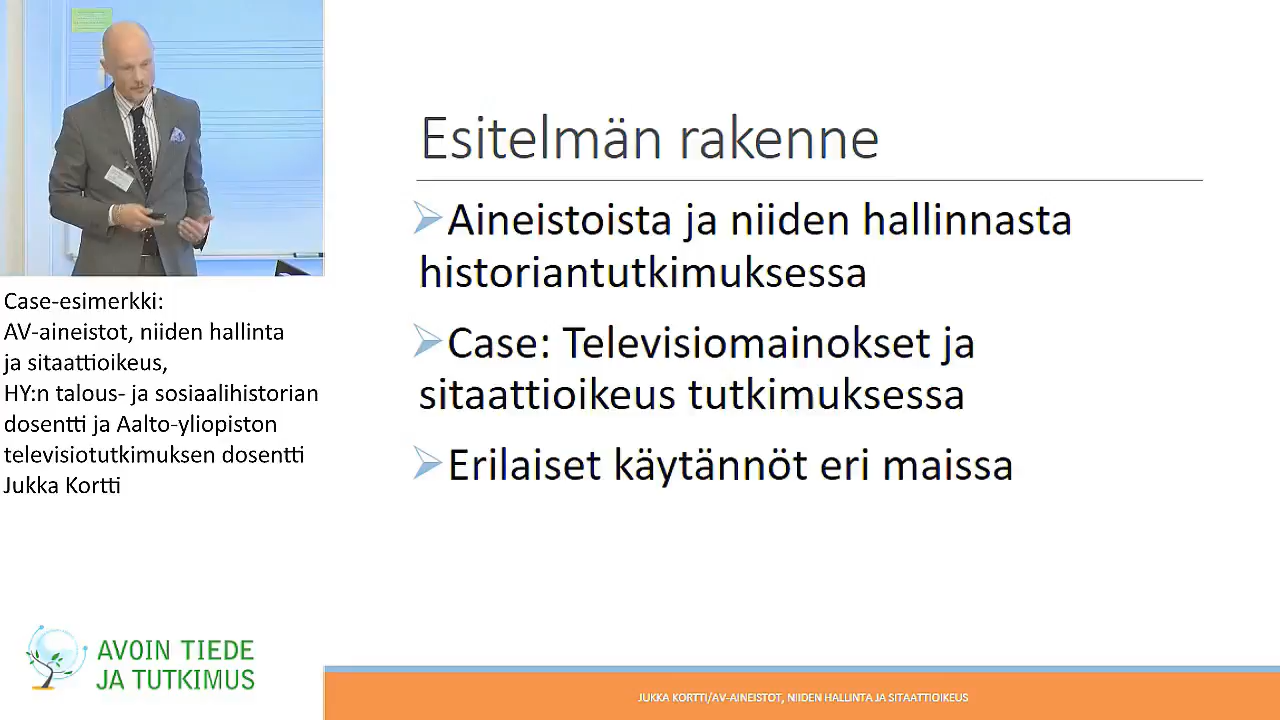 Esitelmän rakenne
Aineistoista ja niiden hallinnasta
historiantutkimuksessa
Case: Televisiomainokset ja
sitaattioikeus tutkimuksessa
Erilaiset käytännöt eri maissa
Case-esimerkki:
AV-aineistot, niiden hallinta
ja sitaattioikeus,
HY:n talous- ja sosiaalihistorian
dosentti ja Aalto-yliopiston
televisiotutkimuksen dosentti
Jukka Kortti
AVOIN TIEDE
JA TUTKIMUS
JUKKA KORTTI/AV-AINEISTOT, NIIDEN HALLINTA JA SITAATTIOIKEUS